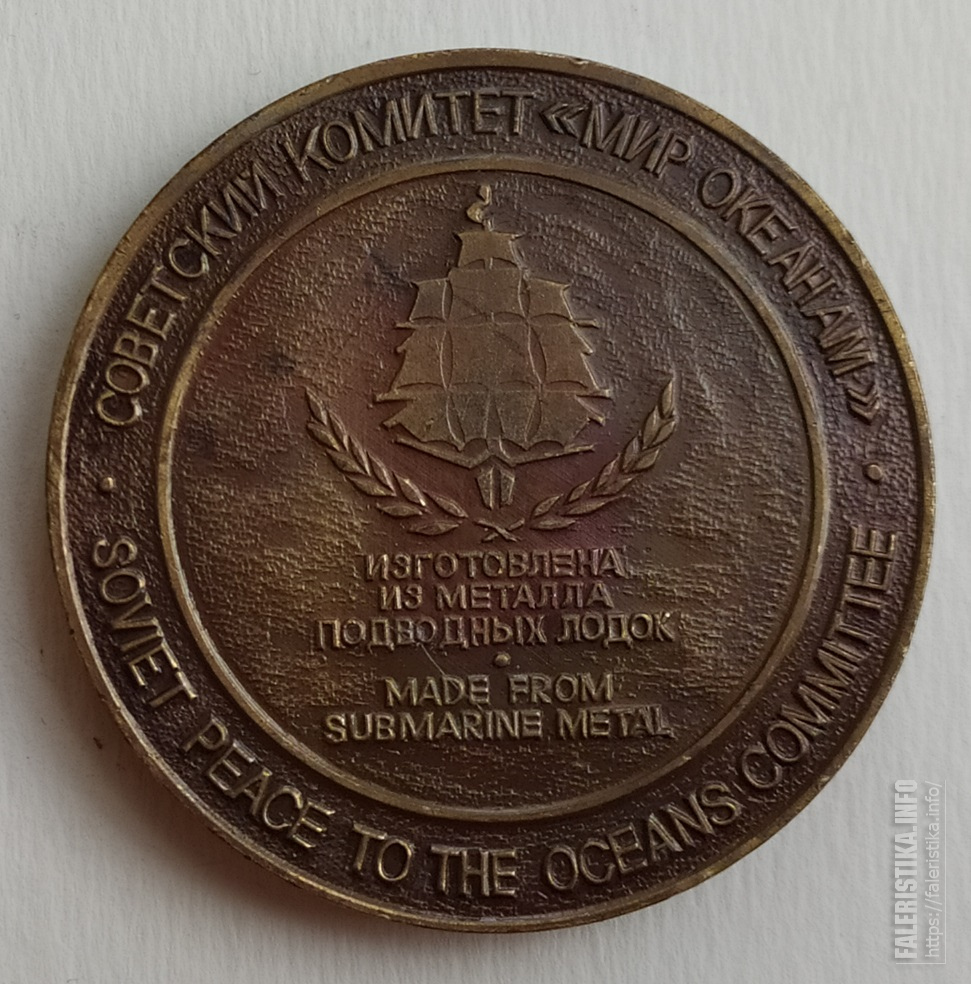 СОВЕТСКИЙ КОМИТЕТ «МИР ОКЕАНАМ»
ИЗГОТОВЛЕНА
ИЗ МЕТАЛЛА
ПОДВОДНЫХ ЛОДОК
MADE FROM
SUBMARINE METAL
SOVIET PEACE TO THE OCEANS COMMITTEE
FALERISTIKA.INFO
https://faleristika.info/